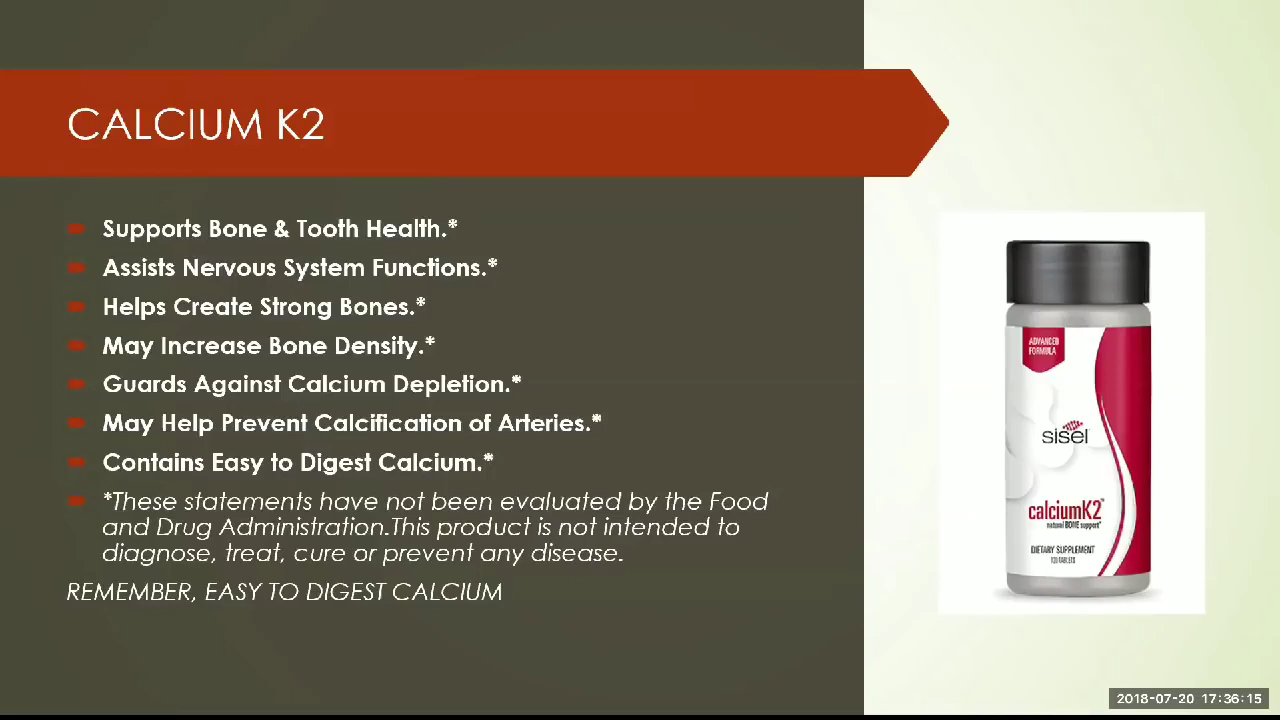 CALCIUM K2
Supports Bone & Tooth Health.*
Assists Nervous System Functions.*
Helps Create Strong Bones.*
May Increase Bone Density.*
Guards Against Calcium Depletion.*
May Help Prevent Calcification of Arteries.*
Contains Easy to Digest Calcium.*
*These statements have not been evaluated by the Food
and Drug Administration. This product is not intended to
diagnose, treat, cure or prevent any disease.
REMEMBER, EASY TO DIGEST CALCIUM
ADVANCED
FORMULA
sisel
calciumK2™
natural BONE support*
DIETARY SUPPLEMENT
TABLETS
2018-07-20 17:36:15